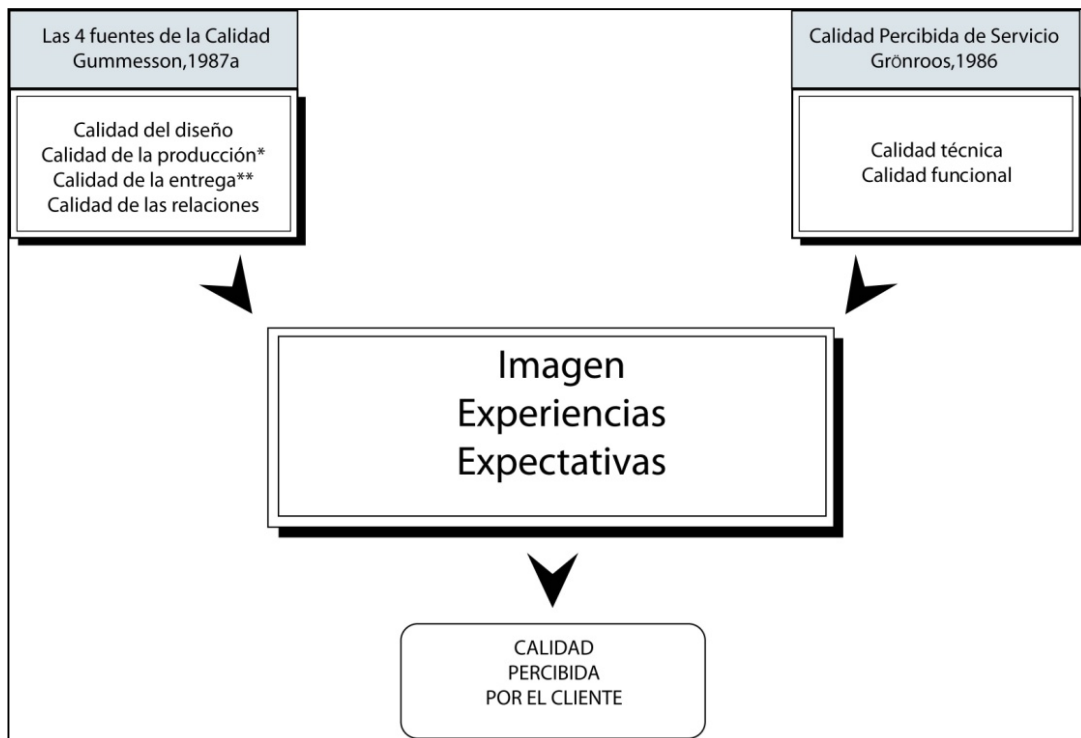 Las 4 fuentes de la Calidad
Gummesson,1987a
Calidad del diseño
Calidad de la producción*
Calidad de la entrega**
Calidad de las relaciones
Calidad Percibida de Servicio
Grönroos,1986
Calidad técnica
Calidad funcional
Imagen
Experiencias
Expectativas
CALIDAD
PERCIBIDA
POR EL CLIENTE